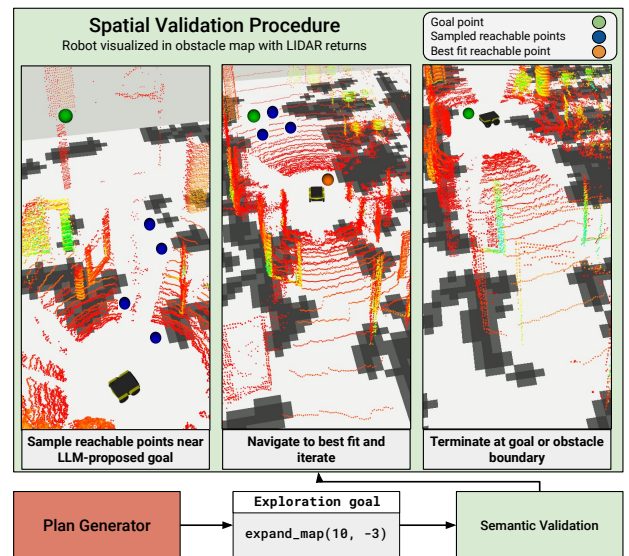 Spatial Validation Procedure
Robot visualized in obstacle map with LIDAR returns
Goal point
Sampled reachable points
Best fit reachable point
Sample reachable points near
LLM-proposed goal
Navigate to best fit and
iterate
Terminate at goal or obstacle
boundary
Plan Generator
Exploration goal
expand_map(10, -3)
Semantic Validation